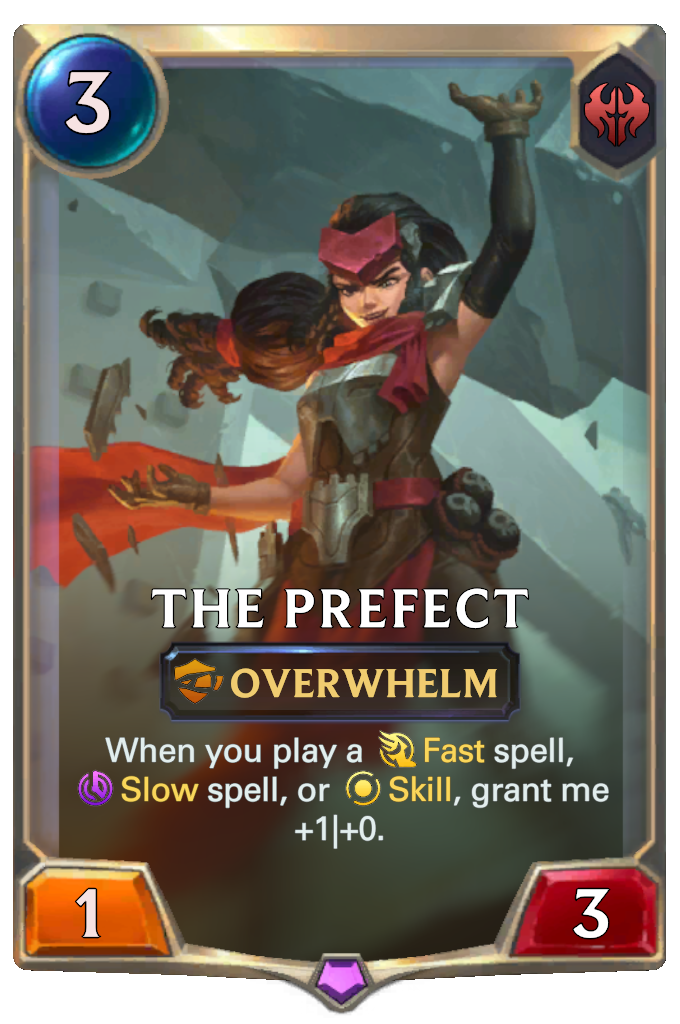 3
THE PREFECT
OVERWHELM
When you play a Fast spell,
Slow spell, or Skill, grant me
+1|+0.
1
3